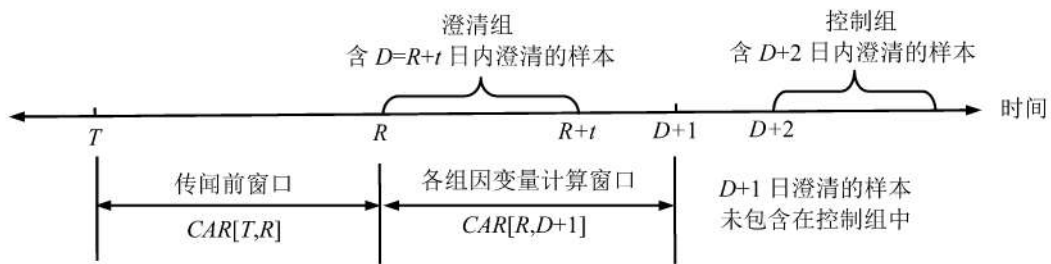 澄清组
含 D=R+t 日内澄清的样本
控制组
含 D+2 日内澄清的样本
时间
T
R
R+t
D+1
D+2
传闻前窗口
CAR[T,R]
各组因变量计算窗口
CAR[R,D+1]
D+1 日澄清的样本
未包含在控制组中